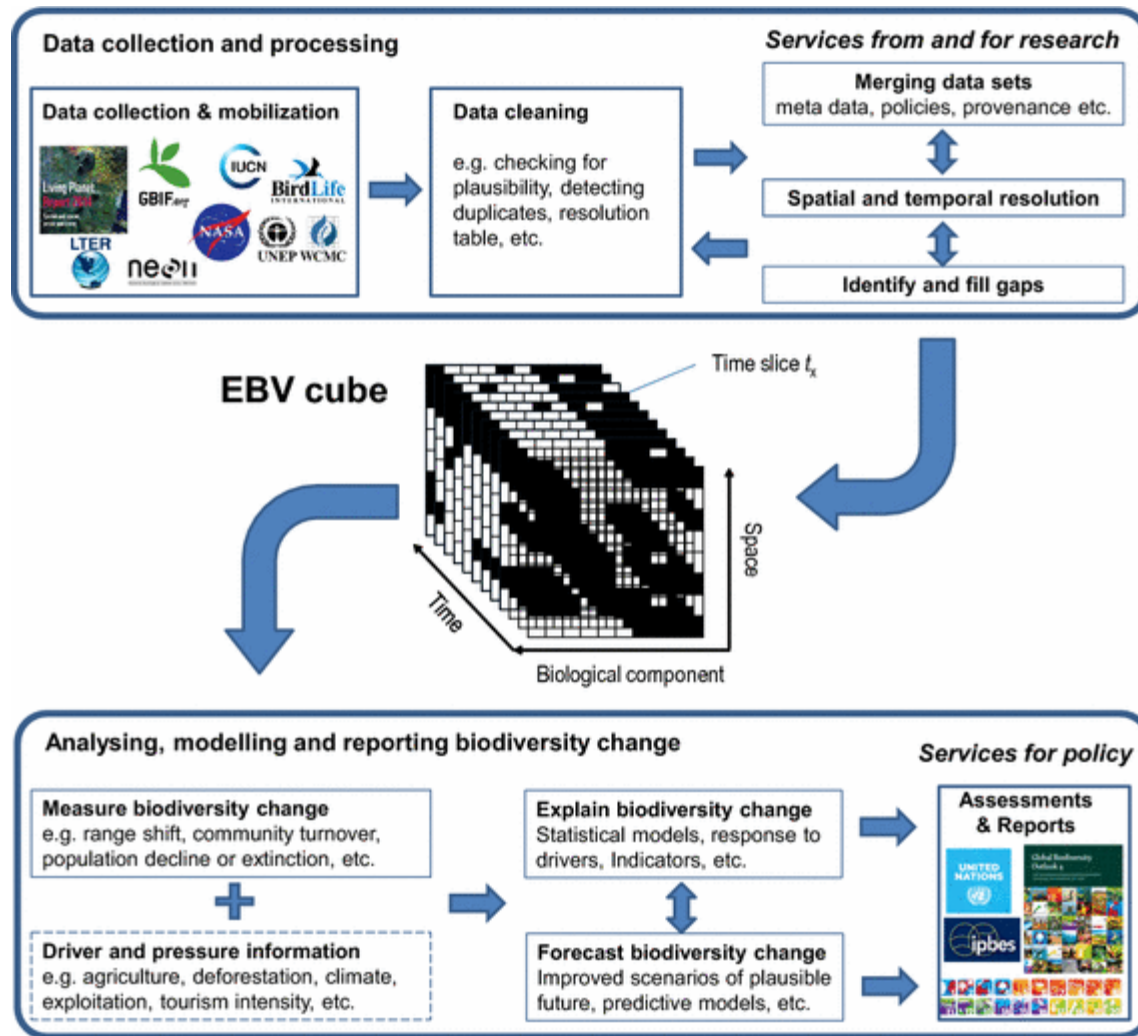 Data collection and processing
Services from and for research
Data collection & mobilization
Living Planet
GBIF.org
IUCN
BirdLife
INTERNATIONAL
NASA
LTER
neon
UNEP WCMC
Data cleaning
e.g. checking for
plausibility, detecting
duplicates, resolution
table, etc.
Merging data sets
meta data, policies, provenance etc.
Spatial and temporal resolution
Identify and fill gaps
EBV cube
Time slice tx
Space
Time
Biological component
Analysing, modelling and reporting biodiversity change
Services for policy
Measure biodiversity change
e.g. range shift, community turnover,
population decline or extinction, etc.
Driver and pressure information
e.g. agriculture, deforestation, climate,
exploitation, tourism intensity, etc.
Explain biodiversity change
Statistical models, response to
drivers, Indicators, etc.
Forecast biodiversity change
Improved scenarios of plausible
future, predictive models, etc.
Assessments
& Reports
UNITED
NATIONS
Global Biodiversity
Outlook 4
ipbes